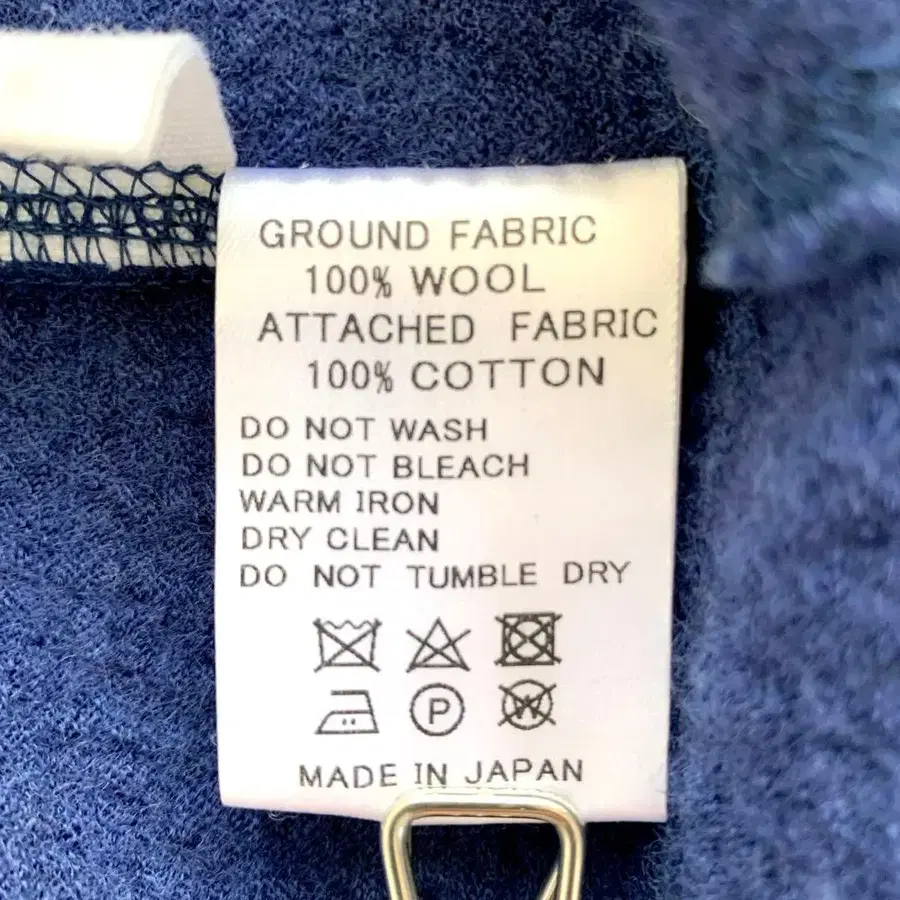 GROUND FABRIC
100% WOOL
ATTACHED FABRIC
100% COTTON
DO NOT WASH
DO NOT BLEACH
WARM IRON
DRY CLEAN
DO NOT TUMBLE DRY
P W
MADE IN JAPAN